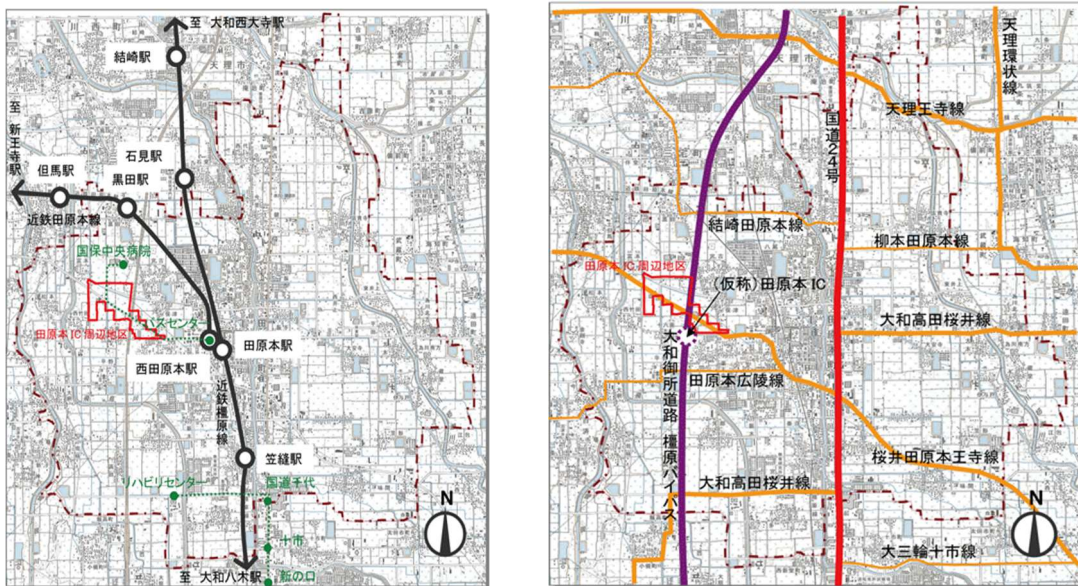 至 大和西大寺駅
結崎駅
天理市
至 新王寺駅
石見駅
但馬駅
黒田駅
近鉄田原本線
国保中央病院
バスセンター
田原本IC周辺地区
田原本駅
西田原本駅
近鉄橿原線
笠縫駅
リハビリセンター
国道千代
十市
至 大和八木駅
新の口
N
天理環状線
天理市
天理王寺線
国道24号
結崎田原本線
柳本田原本線
田原本IC周辺地区
(仮称)田原本IC
大和高田桜井線
大和御所道路 橿原バイパス
田原本広陵線
桜井田原本王寺線
大和高田桜井線
N
大三輪十市線